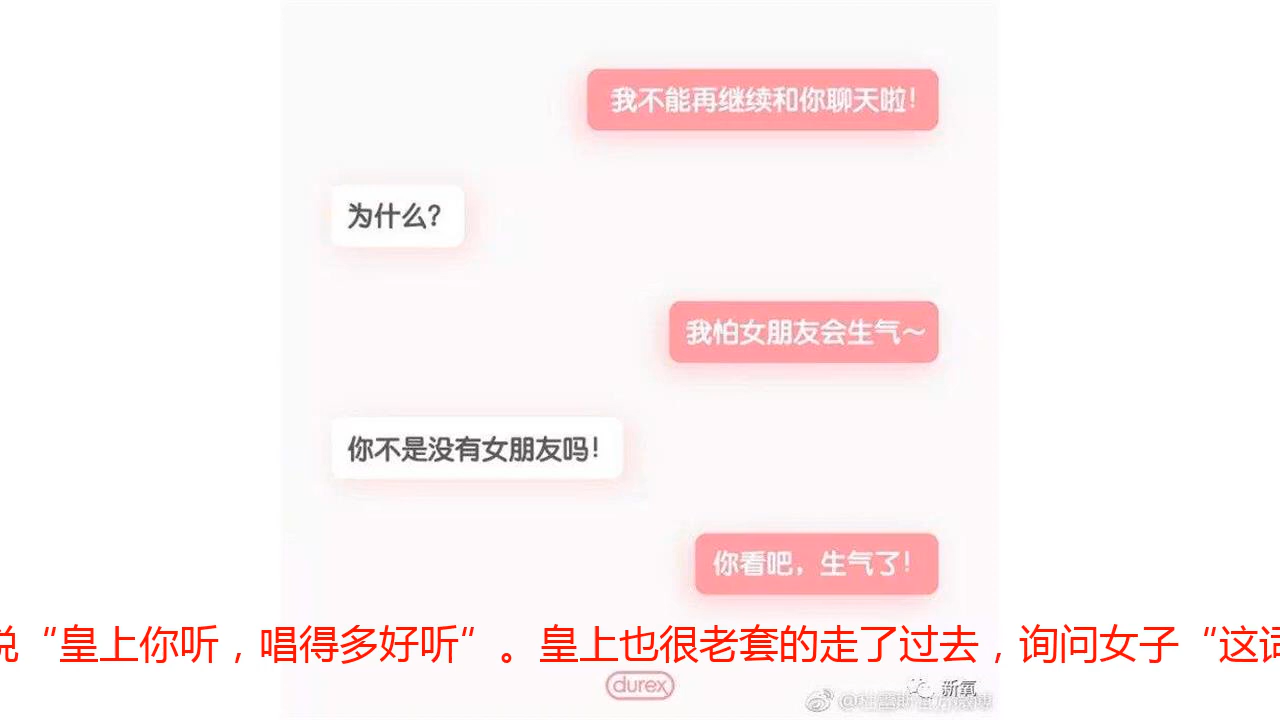 我不能再继续和你聊天啦!
为什么?
我怕女朋友会生气~
你不是没有女朋友吗!
你看吧，生气了!
说“皇上你听，唱得多好听”。皇上也很老套的走了过去，询问女子“这词
durex
新氧